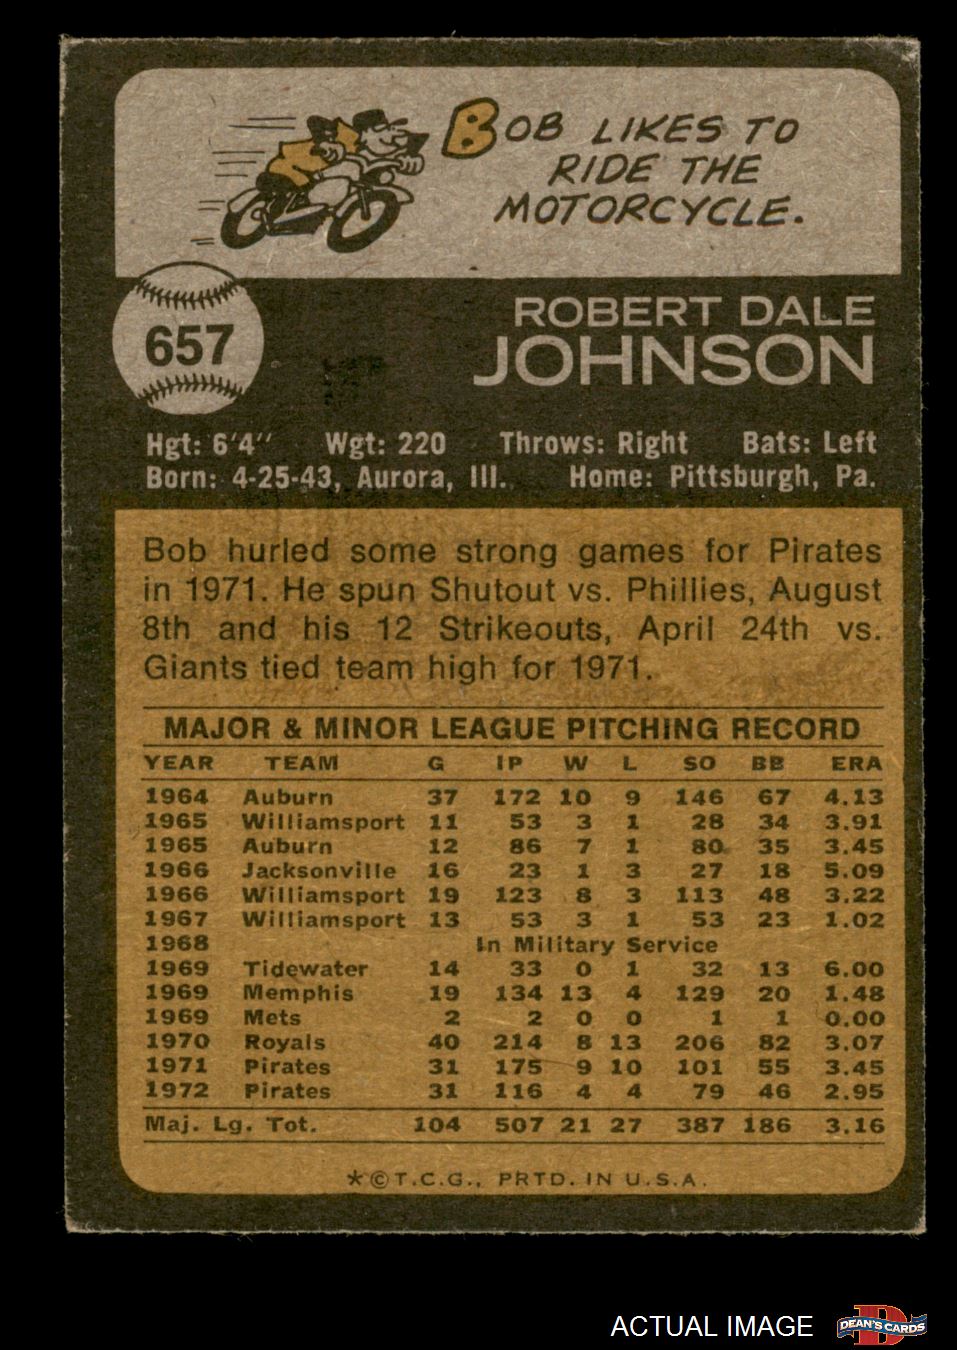 BOB LIKES TO
RIDE THE
MOTORCYCLE.
657
ROBERT DALE
JOHNSON
Hgt: 6'4" Wgt: 220 Throws: Right Bats: Left
Born: 4-25-43, Aurora, Ill. Home: Pittsburgh, Pa.
Bob hurled some strong games for Pirates
in 1971. He spun Shutout vs. Phillies, August
8th and his 12 Strikeouts, April 24th vs.
Giants tied team high for 1971.
MAJOR & MINOR LEAGUE PITCHING RECORD
YEAR TEAM G IP W L SO BB ERA
1964 Auburn 37 172 10 9 146 67 4.13
1965 Williamsport 11 53 3 1 28 34 3.91
1965 Auburn 12 86 7 1 80 35 3.45
1966 Jacksonville 16 23 1 3 27 18 5.09
1966 Williamsport 19 123 8 3 113 48 3.22
1967 Williamsport 13 53 3 1 53 23 1.02
1968 In Military Service
1969 Tidewater 14 33 0 1 32 13 6.00
1969 Memphis 19 134 13 4 129 20 1.48
1969 Mets 2 2 0 0 1 1 0.00
1970 Royals 40 214 8 13 206 82 3.07
1971 Pirates 31 175 9 10 101 55 3.45
1972 Pirates 31 116 4 4 79 46 2.95
Maj. Lg. Tot. 104 507 21 27 387 186 3.16
*©T.C.G., PRTD. IN U.S.A.
ACTUAL IMAGE
D
DEAN'S CARDS